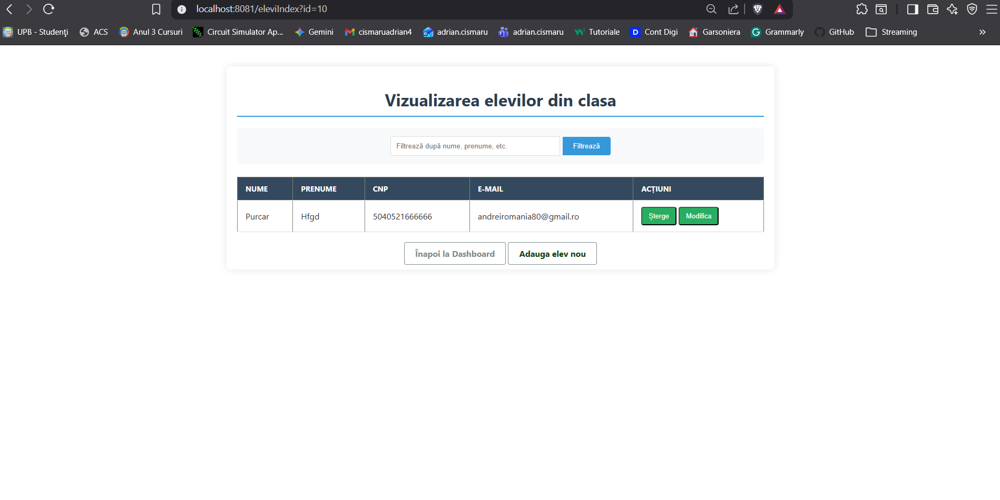 localhost:8081/eleviIndex?id=10
UPB - Studenţi ACS Anul 3 Cursuri Circuit Simulator Ap... Gemini cismaruadrian4 adrian.cismaru adrian.cismaru Tutoriale D Cont Digi Garsoniera G Grammarly GitHub Streaming »
Vizualizarea elevilor din clasa
Filtrează după nume, prenume, etc. Filtrează
NUME PRENUME CNP E-MAIL ACȚIUNI
Purcar Hfgd 5040521666666 andreiromania80@gmail.ro Șterge Modifica
Înapoi la Dashboard Adauga elev nou